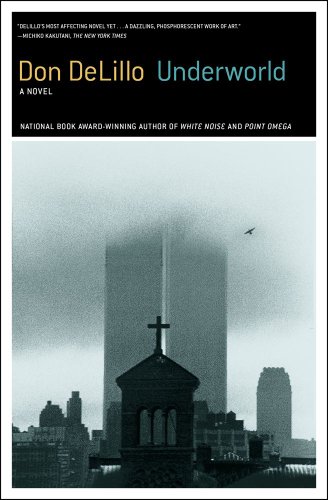 "DELILLO'S MOST AFFECTING NOVEL YET . . . A DAZZLING, PHOSPHORESCENT WORK OF ART."
—MICHIKO KAKUTANI, THE NEW YORK TIMES
Don DeLillo Underworld
A NOVEL
NATIONAL BOOK AWARD-WINNING AUTHOR OF WHITE NOISE AND POINT OMEGA